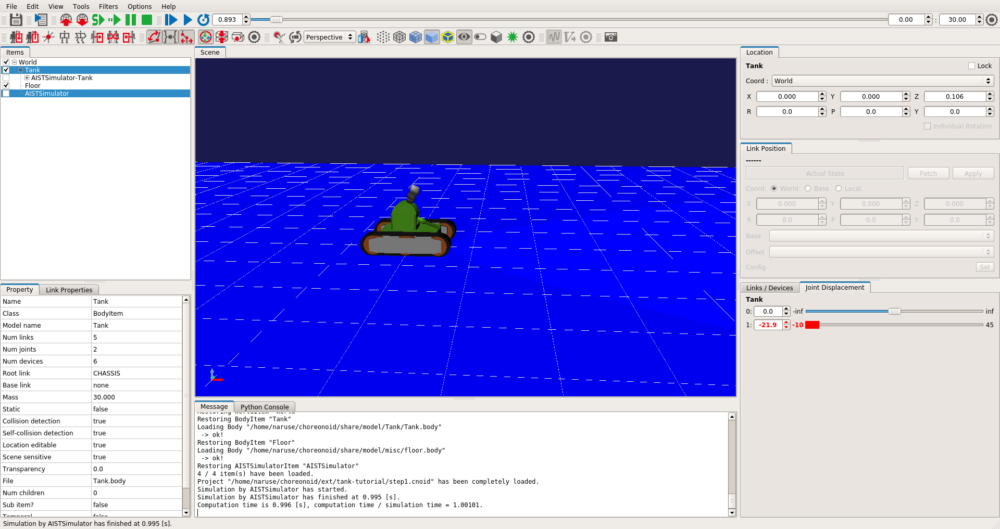 File Edit View Tools Filters Options Help
0.893 0.00 : 30.00
Perspective
Items
World
Tank
AISTSimulator-Tank
Floor
AISTSimulator
Property Link Properties
Name Tank
Class BodyItem
Model name Tank
Num links 5
Num joints 2
Num devices 6
Root link CHASSIS
Base link none
Mass 30.000
Static false
Collision detection true
Self-collision detection true
Location editable true
Scene sensitive true
Transparency 0.0
File Tank.body
Num children 0
Sub item? false
Temporal false
Scene
Message Python Console
Restoring WorldItem "World"
Restoring BodyItem "Tank"
Loading Body "/home/naruse/choreonoid/share/model/Tank/Tank.body"
-> ok!
Restoring BodyItem "Floor"
Loading Body "/home/naruse/choreonoid/share/model/misc/floor.body"
-> ok!
Restoring AISTSimulatorItem "AISTSimulator"
4 / 4 item(s) have been loaded.
Project "/home/naruse/choreonoid/ext/tank-tutorial/step1.cnoid" has been completely loaded.
Simulation by AISTSimulator has started.
Simulation by AISTSimulator has finished at 0.995 [s].
Computation time is 0.996 [s], computation time / simulation time = 1.00101.
Location
Tank Lock
Coord : World
X 0.000 Y 0.000 Z 0.106
R 0.0 P 0.0 Y 0.0
Individual Rotation
Link Position
------
Actual State Fetch Apply
Coord: World Base Local
X 0.000 Y 0.000 Z 0.000
R 0.0 P 0.0 Y 0.0
Base
Offset
Config Set
Links / Devices Joint Displacement
Tank
0: 0.0 -inf inf
1: -21.9 -10 45
Simulation by AISTSimulator has finished at 0.995 [s].